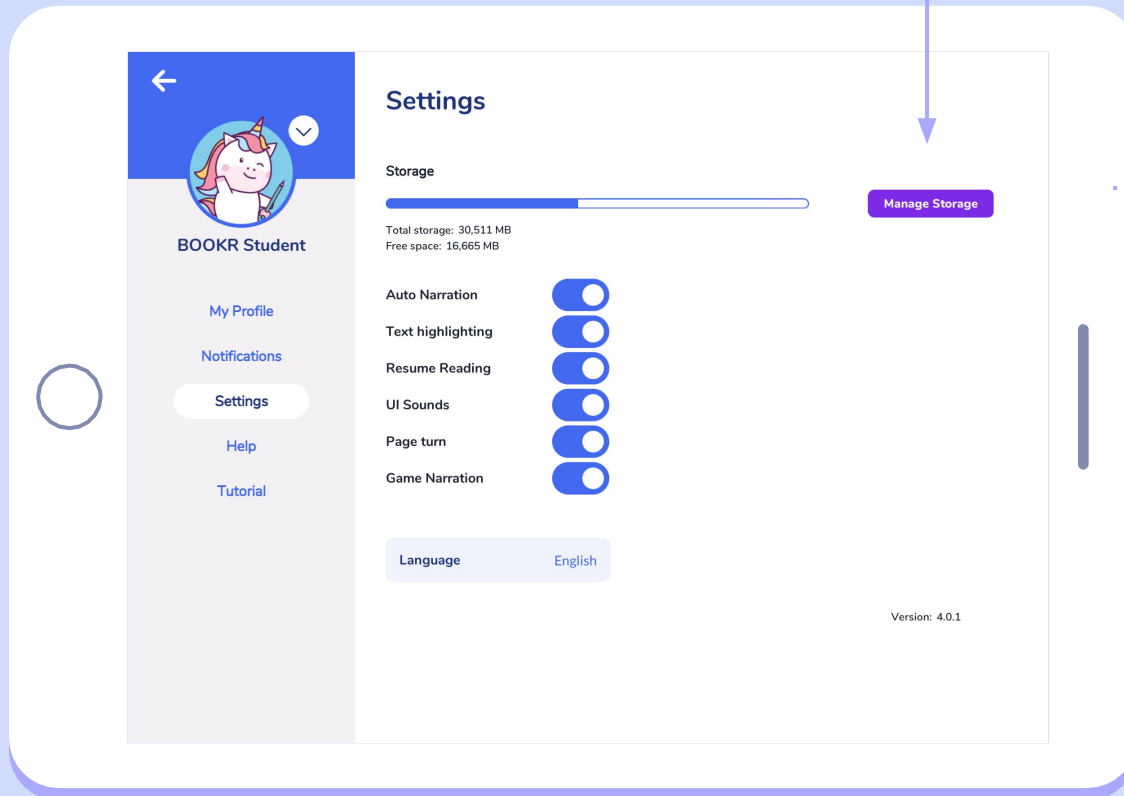 Settings
Storage
Manage Storage
Total storage: 30,511 MB
Free space: 16,665 MB
BOOKR Student
My Profile
Notifications
Settings
Help
Tutorial
Auto Narration
Text highlighting
Resume Reading
UI Sounds
Page turn
Game Narration
Language English
Version: 4.0.1